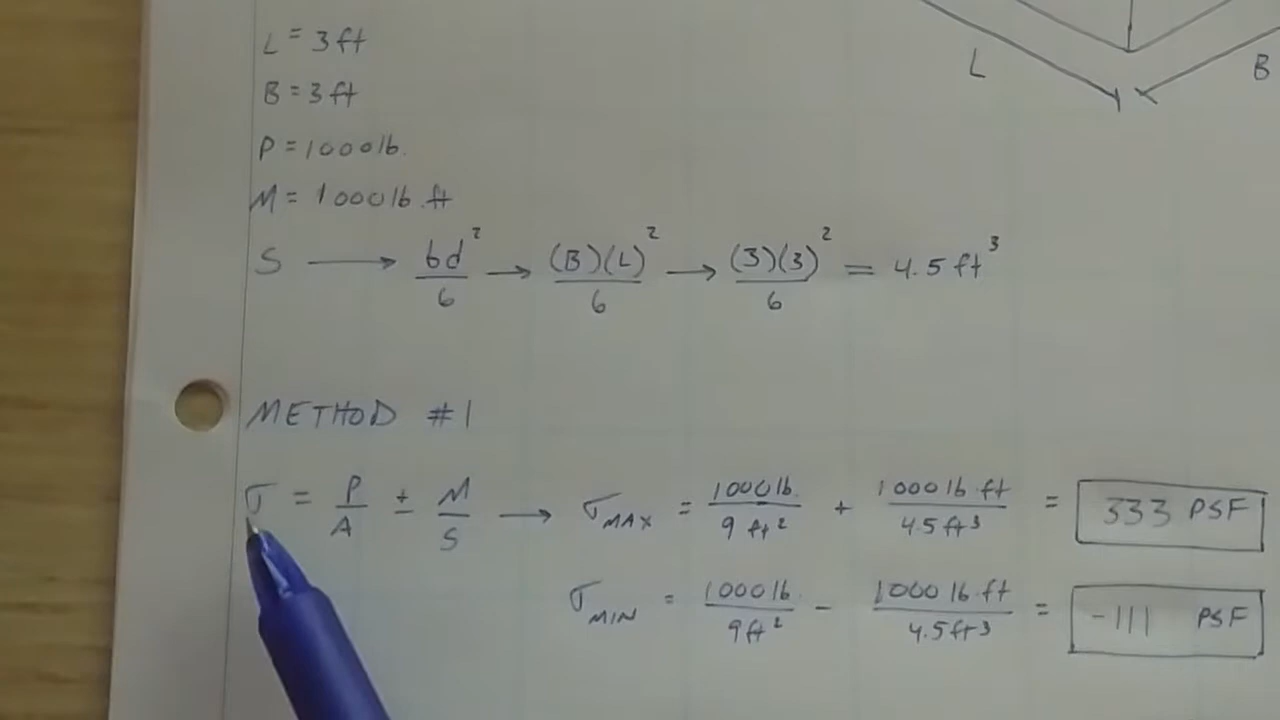 L = 3 ft
B = 3 ft
P = 1000 lb.
M = 1000 lb. ft
L
B
S → bd²/6 → (B)(L)²/6 → (3)(3)²/6 = 4.5 ft³
METHOD #1
σ = P/A ± M/S → σMAX = 1000 lb./9 ft² + 1000 lb ft/4.5 ft³ = 333 PSF
σMIN = 1000 lb./9 ft² - 1000 lb ft/4.5 ft³ = -111 PSF